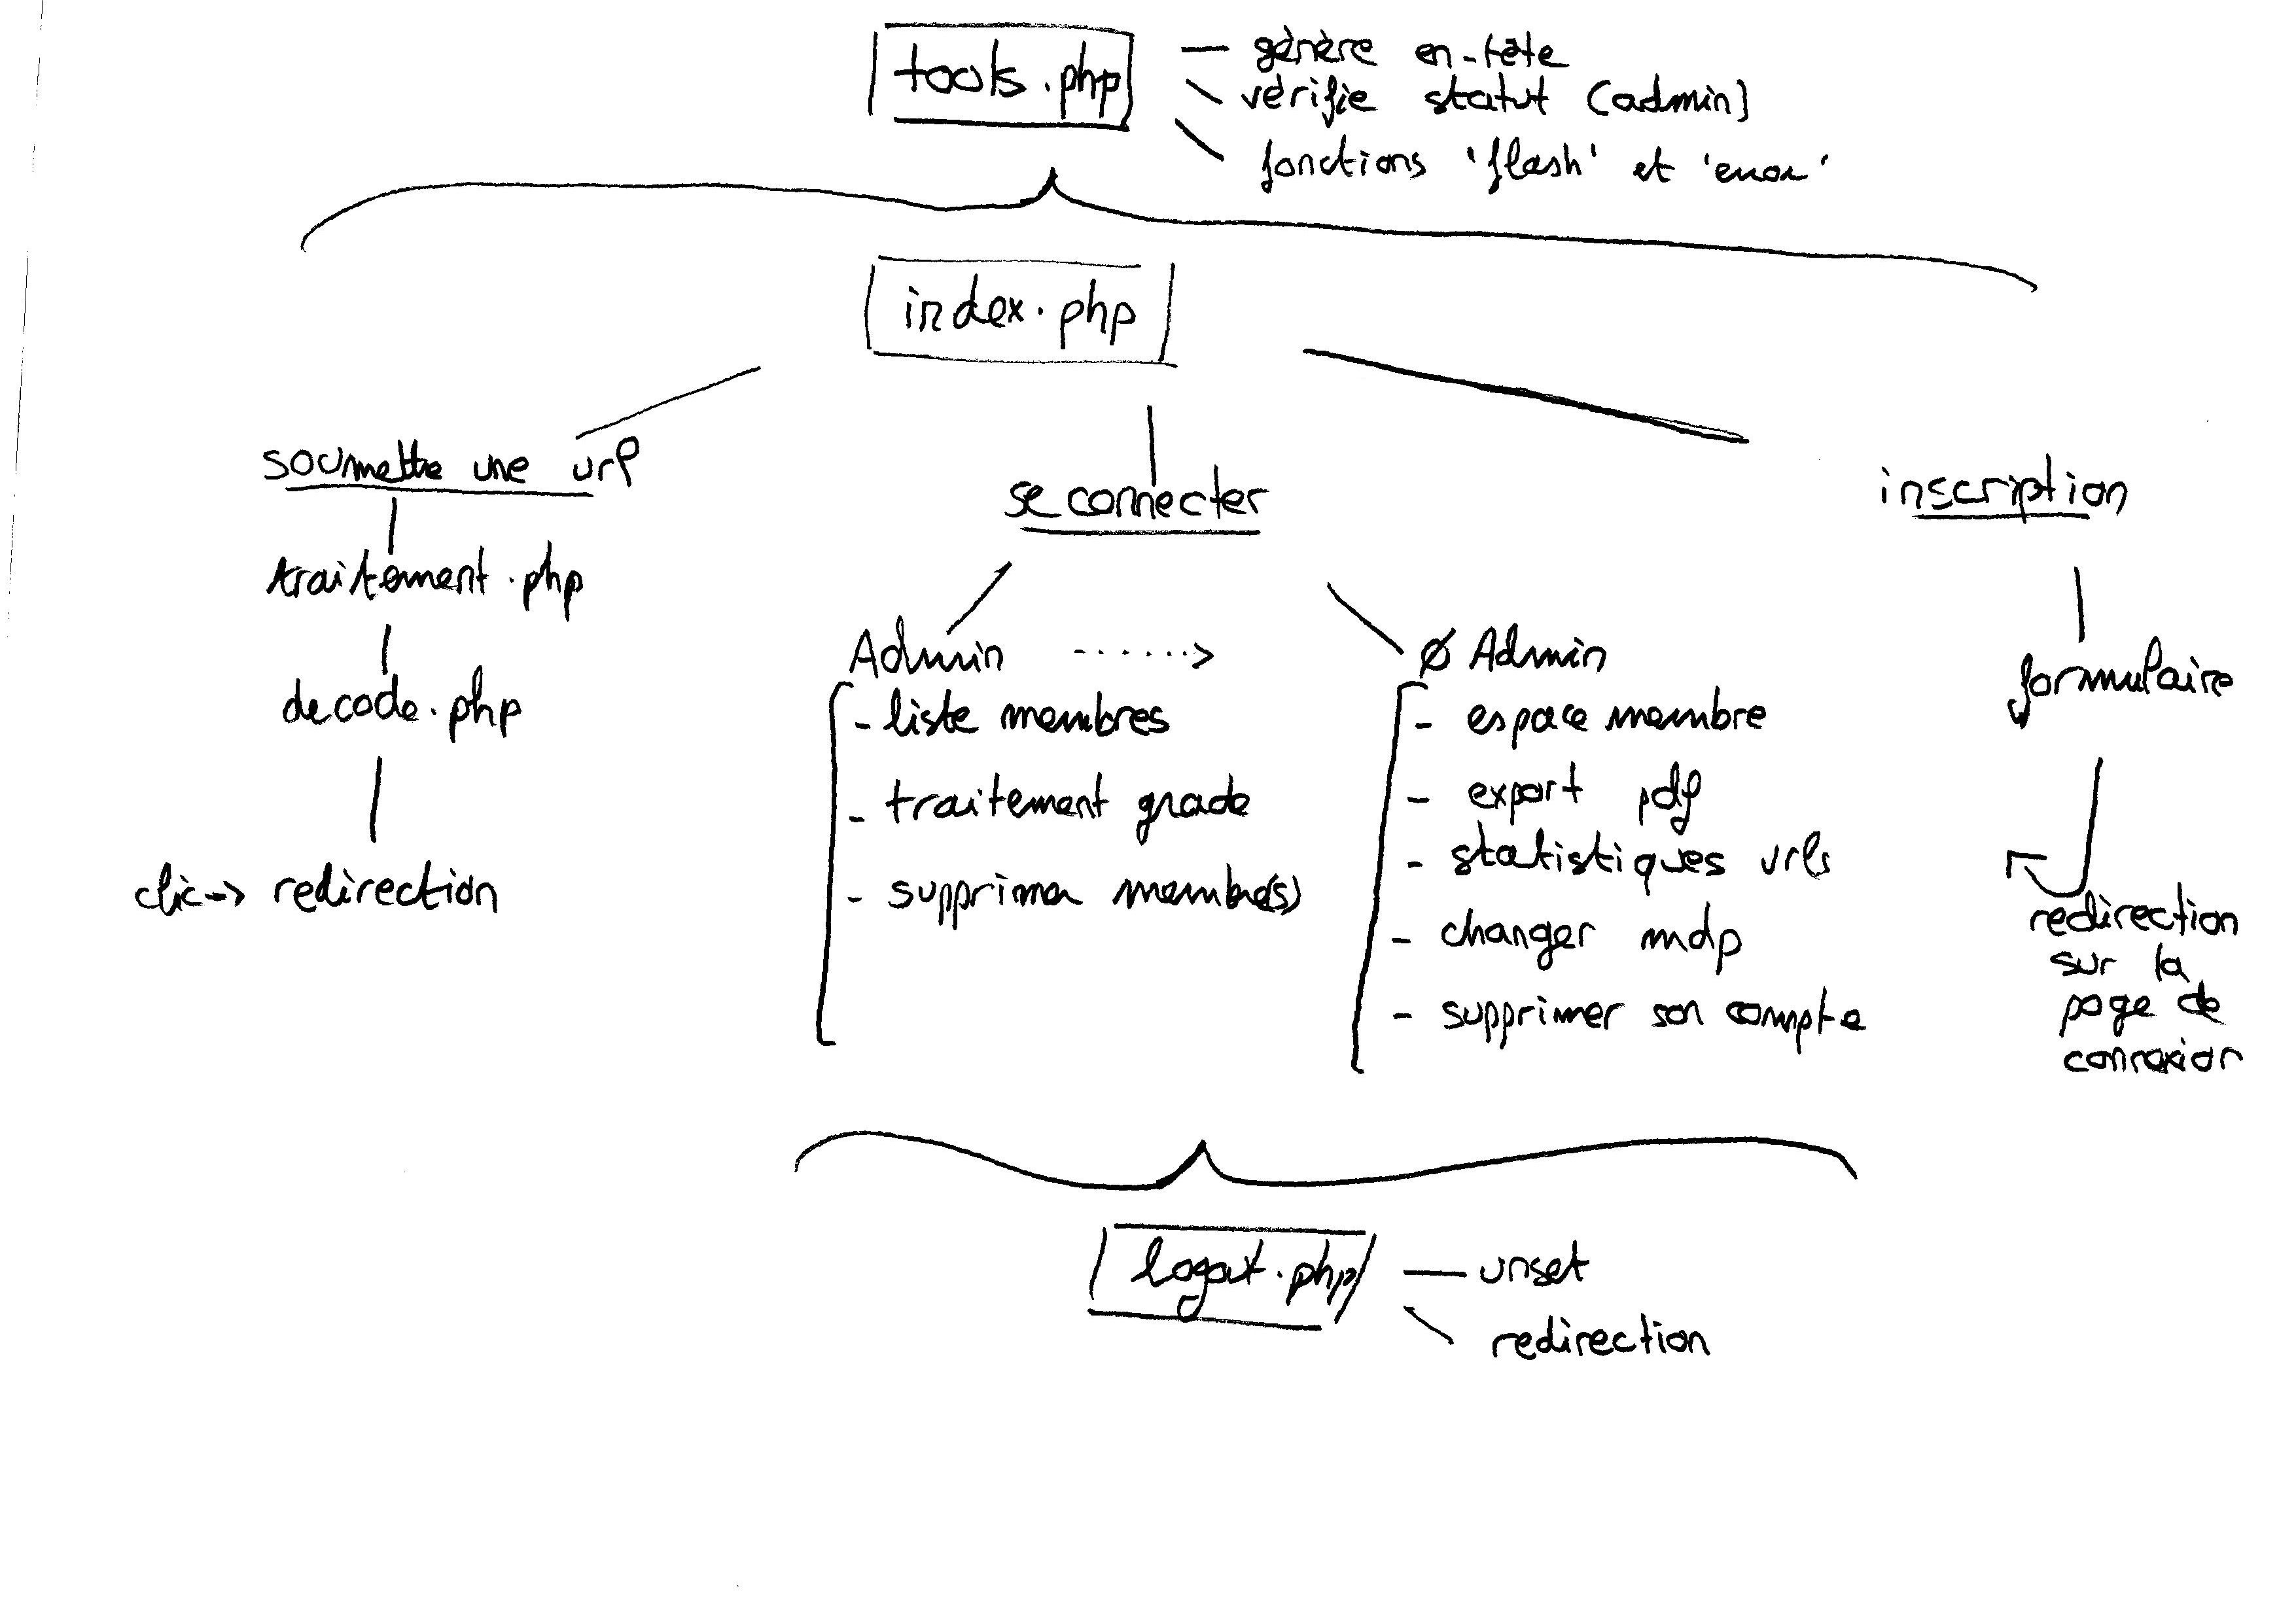 tools.php
génère en-tête
vérifie statut (admin)
fonctions 'flash' et 'error'
index.php
soumettre une url
traitement.php
decode.php
clic -> redirection
se connecter
Admin ......> Ø Admin
- liste membres
- traitement grade
- supprimer membre(s)
- espace membre
- export pdf
- statistiques urls
- changer mdp
- supprimer son compte
inscription
formulaire
redirection
sur la
page de
connexion
logout.php
unset
redirection